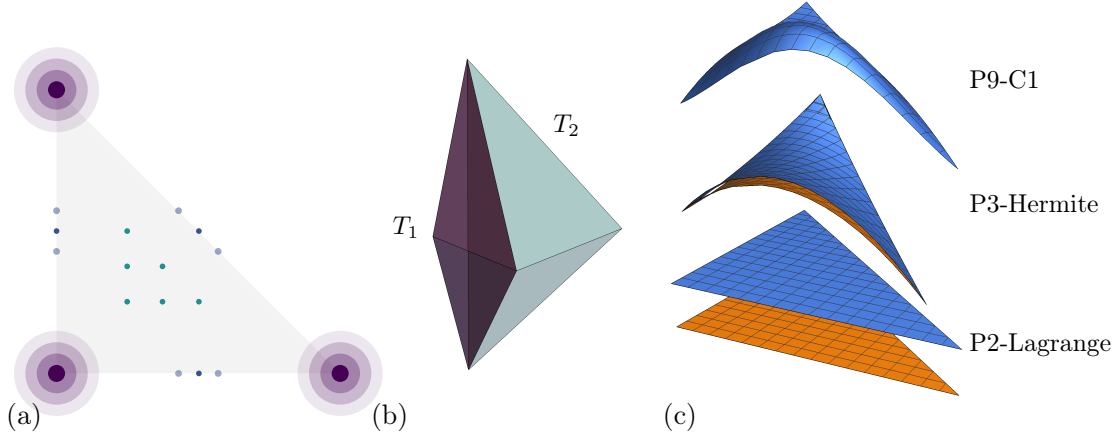 P9-C1
T₂
P3-Hermite
T₁
P2-Lagrange
(a)
(b)
(c)